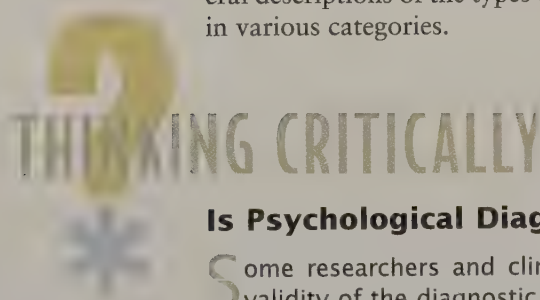 eral descriptions of the types
in various categories.
?
THINKING CRITICALLY
*
Is Psychological Diag
Some researchers and clin
validity of the diagnostic